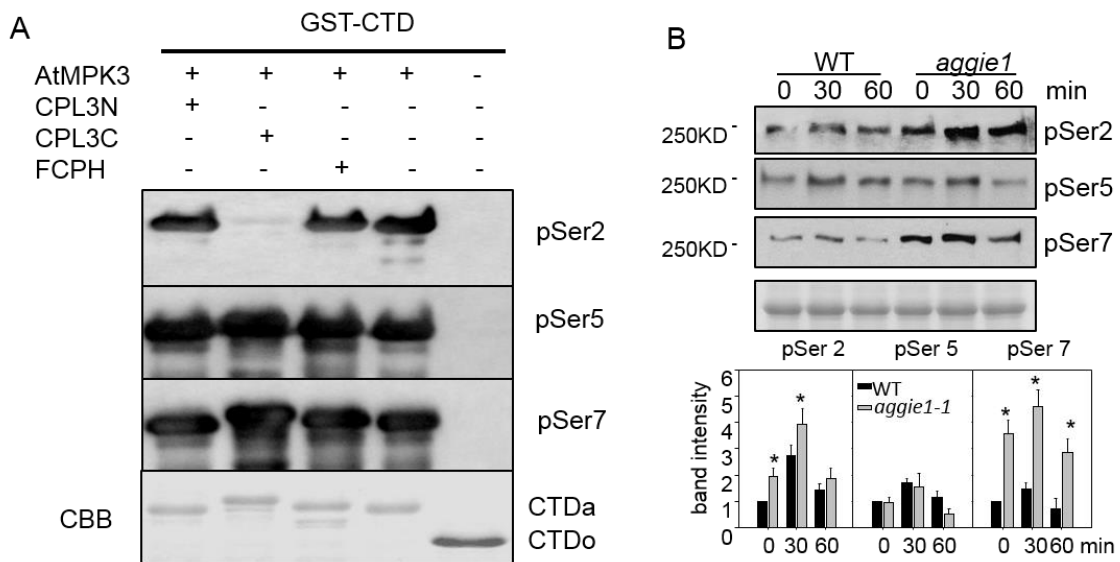 A
GST-CTD
AtMPK3 + + + + -
CPL3N + - - - -
CPL3C - + - - -
FCPH - - + - -
pSer2
pSer5
pSer7
CBB
CTDa
CTDo
B
WT aggie1
0 30 60 0 30 60 min
250KD - pSer2
250KD - pSer5
250KD - pSer7
pSer 2 pSer 5 pSer 7
band intensity
6
5
4
3
2
1
0
WT
aggie1-1
* * * * *
0 30 60 0 30 60 0 30 60 min